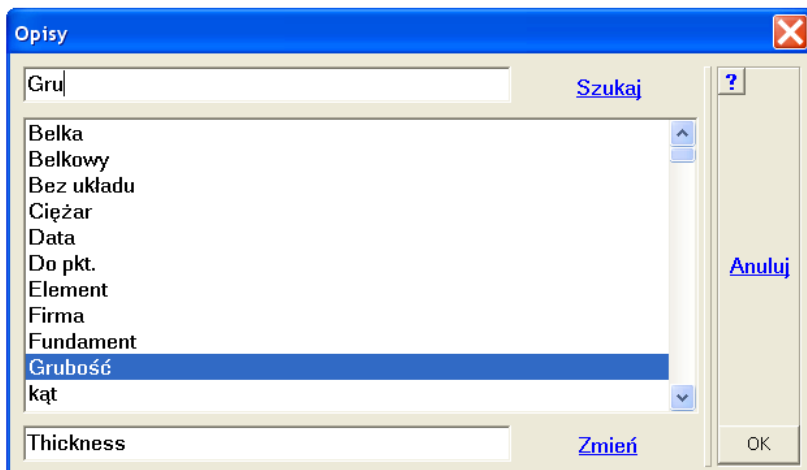 Opisy
Gru
Szukaj
?
Belka
Belkowy
Bez układu
Ciężar
Data
Do pkt.
Element
Firma
Fundament
Grubość
kąt
Anuluj
Thickness
Zmień
OK